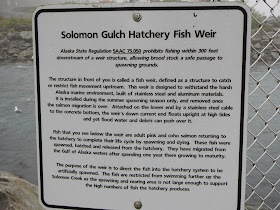 Solomon Gulch Hatchery Fish Weir
Alaska State Regulation 5AAC 75.050 prohibits fishing within 300 feet
downstream of a weir structure, allowing brood stock a safe passage to
spawning grounds.
The structure in front of you is called a fish weir, defined as a structure to catch
or restrict fish movement upstream. This weir is designed to withstand the harsh
Alaska marine environment, built of stainless steel and aluminum materials.
It is installed during the summer spawning season only, and removed once
the salmon migration is over. Attached on the lower end by a stainless steel cable
to the concrete bottom, the weir's down current end floats upright at high tides
and yet flood water and debris can push over it.
Fish that you see below the weir are adult pink and coho salmon returning to
the hatchery to complete their life cycle by spawning and dying. These fish were
spawned, hatched and released from the hatchery. They have migrated from
the Gulf of Alaska waters after spending one year there growing to maturity.
The purpose of the weir is to direct the fish into the hatchery system to be
artificially spawned. The fish are restricted from swimming further up the
Solomon Creek as the spawning and rearing area is not large enough to support
the high numbers of fish the hatchery produces.